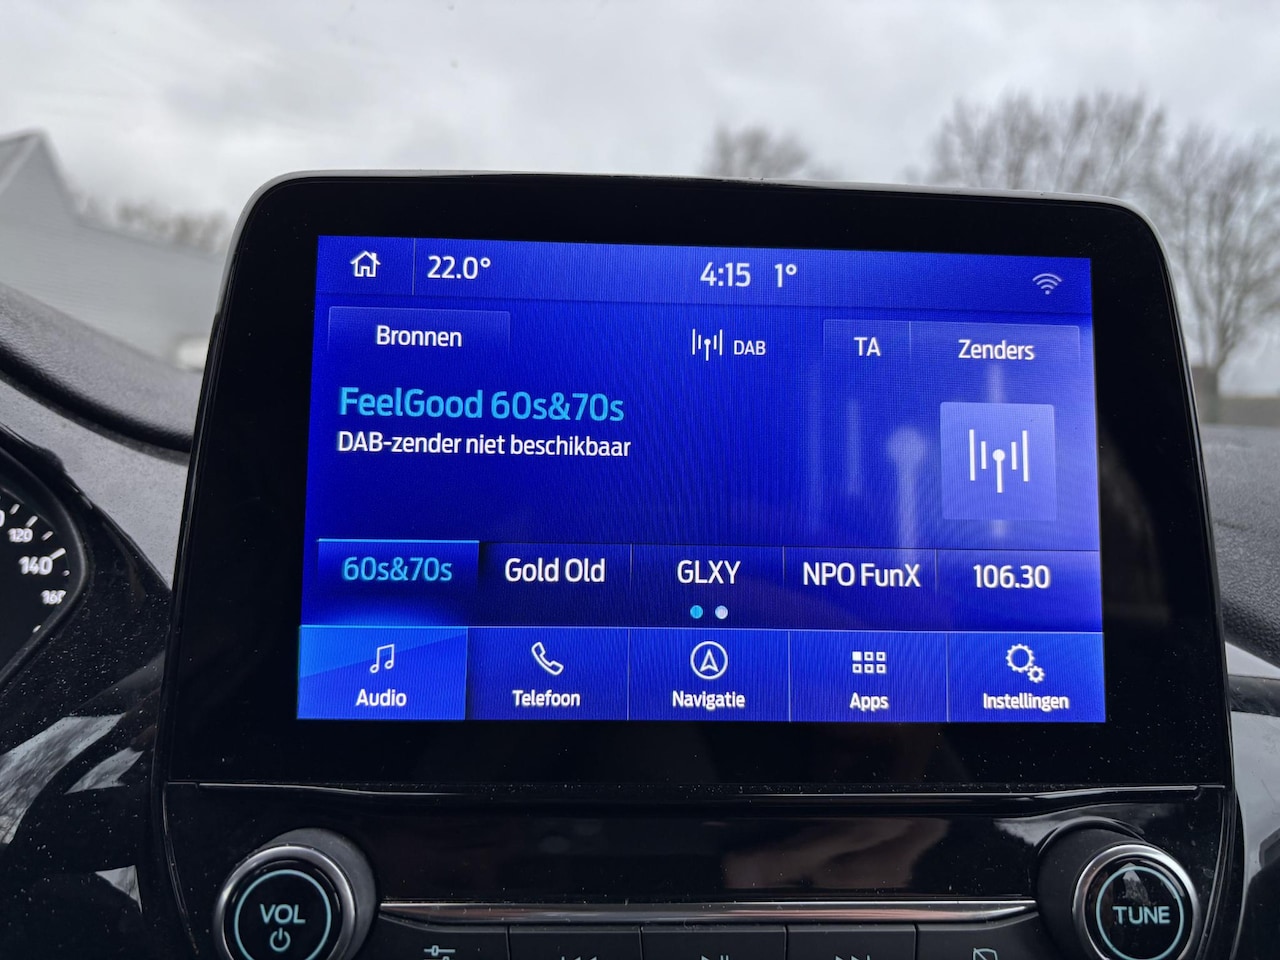 22.0°
4:15 1°
Bronnen
DAB
TA
Zenders
FeelGood 60s&70s
DAB-zender niet beschikbaar
60s&70s
Gold Old
GLXY
NPO FunX
106.30
Audio
Telefoon
Navigatie
Apps
Instellingen
120
140
160
VOL
TUNE